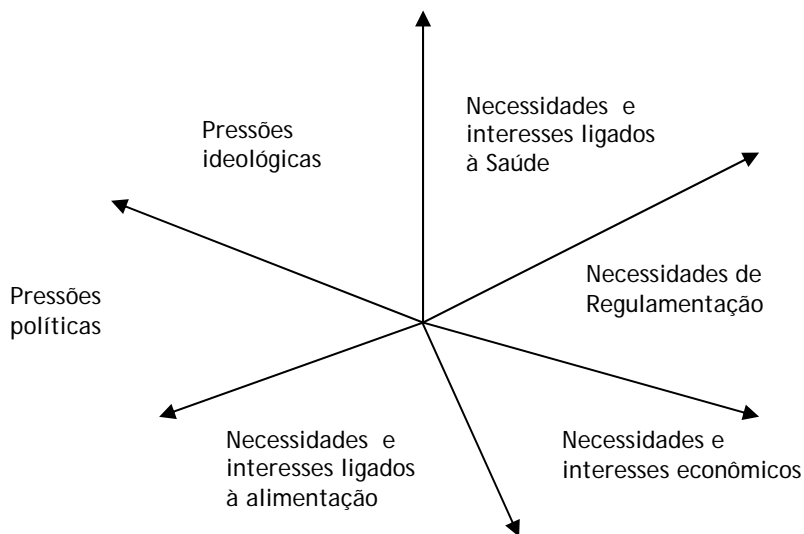 Necessidades e
interesses ligados
à Saúde
Pressões
ideológicas
Necessidades de
Regulamentação
Pressões
políticas
Necessidades e
interesses ligados
à alimentação
Necessidades e
interesses econômicos